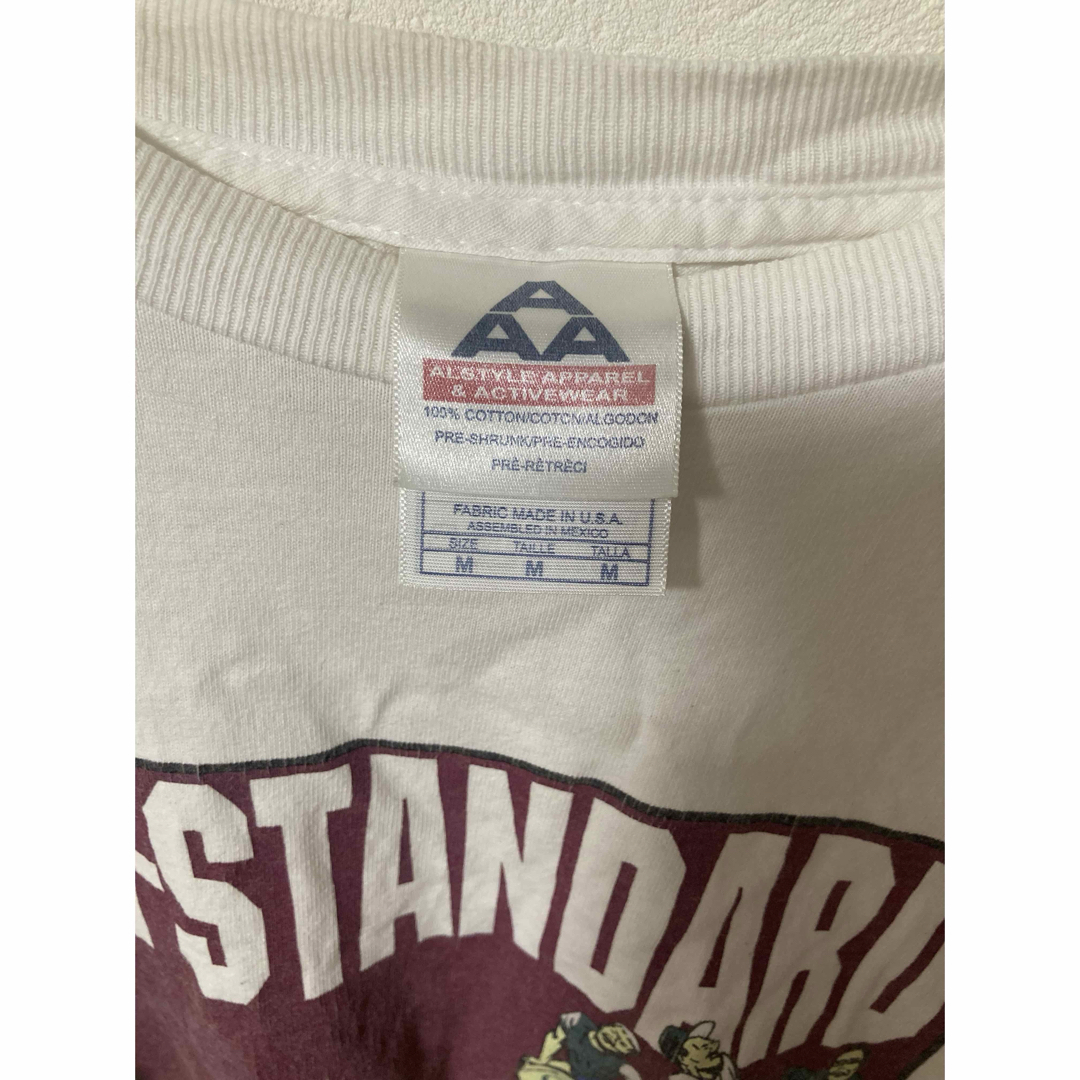 AAA
ALSTYLE APPAREL
& ACTIVEWEAR
100% COTTON/COTON/ALGODON
PRE-SHRUNK/PRE-ENCOGIDO
PRÉ-RÉTRÉCI
FABRIC MADE IN U.S.A.
ASSEMBLED IN MEXICO
SIZE TAILLE TALLA
M M M
-STANDARD